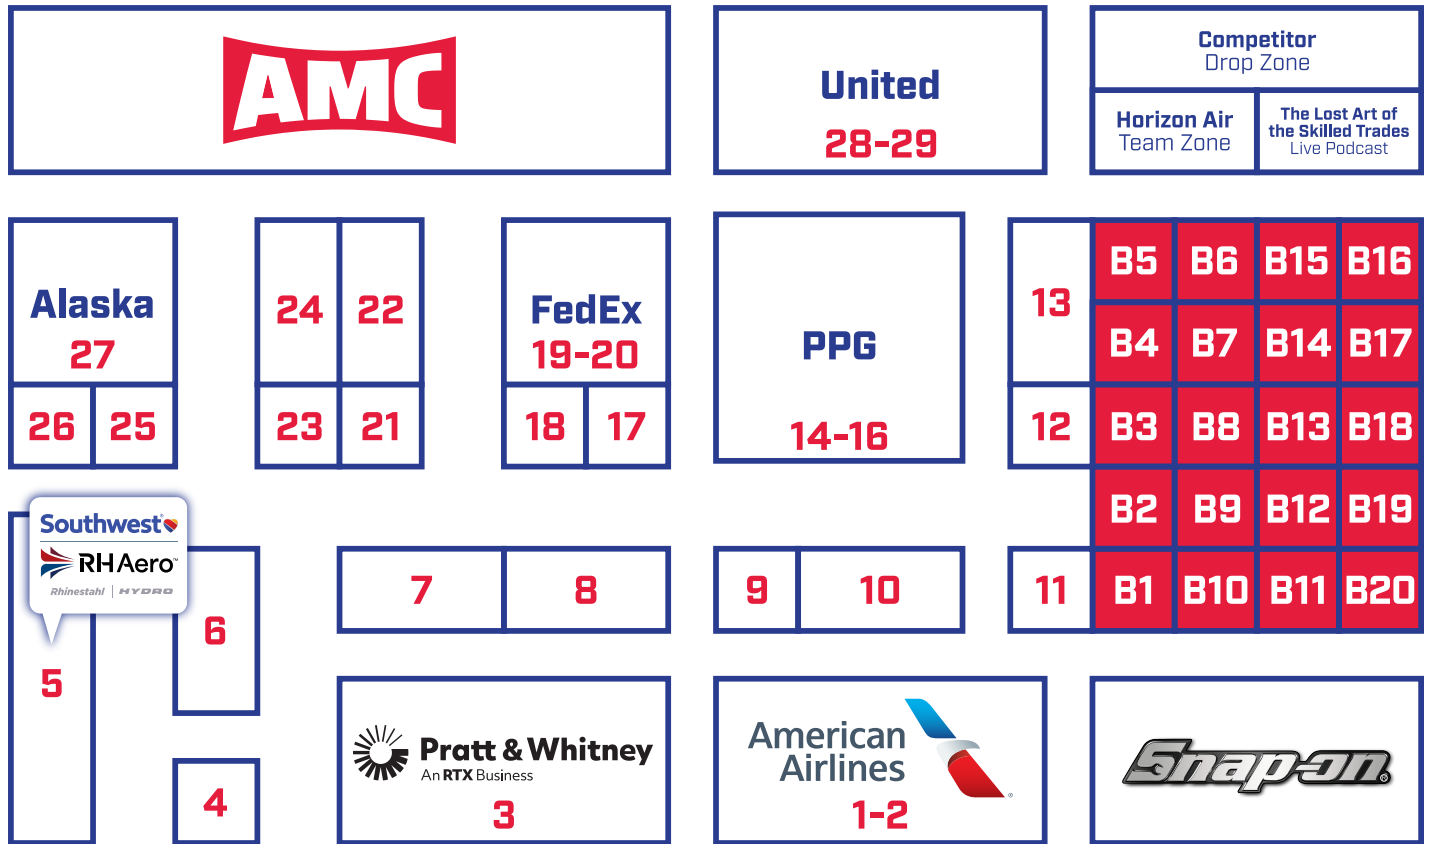 AMC
United
28-29
Competitor
Drop Zone
Horizon Air
Team Zone
The Lost Art of
the Skilled Trades
Live Podcast
Alaska
27
26
25
24
22
23
21
FedEx
19-20
18
17
PPG
14-16
13
12
11
B5
B6
B15
B16
B4
B7
B14
B17
B3
B8
B13
B18
B2
B9
B12
B19
B1
B10
B11
B20
Southwest®
RH Aero™
Rhinestahl | HYDRO
5
6
4
7
8
9
10
Pratt & Whitney
An RTX Business
3
American
Airlines®
1-2
Snap-on®